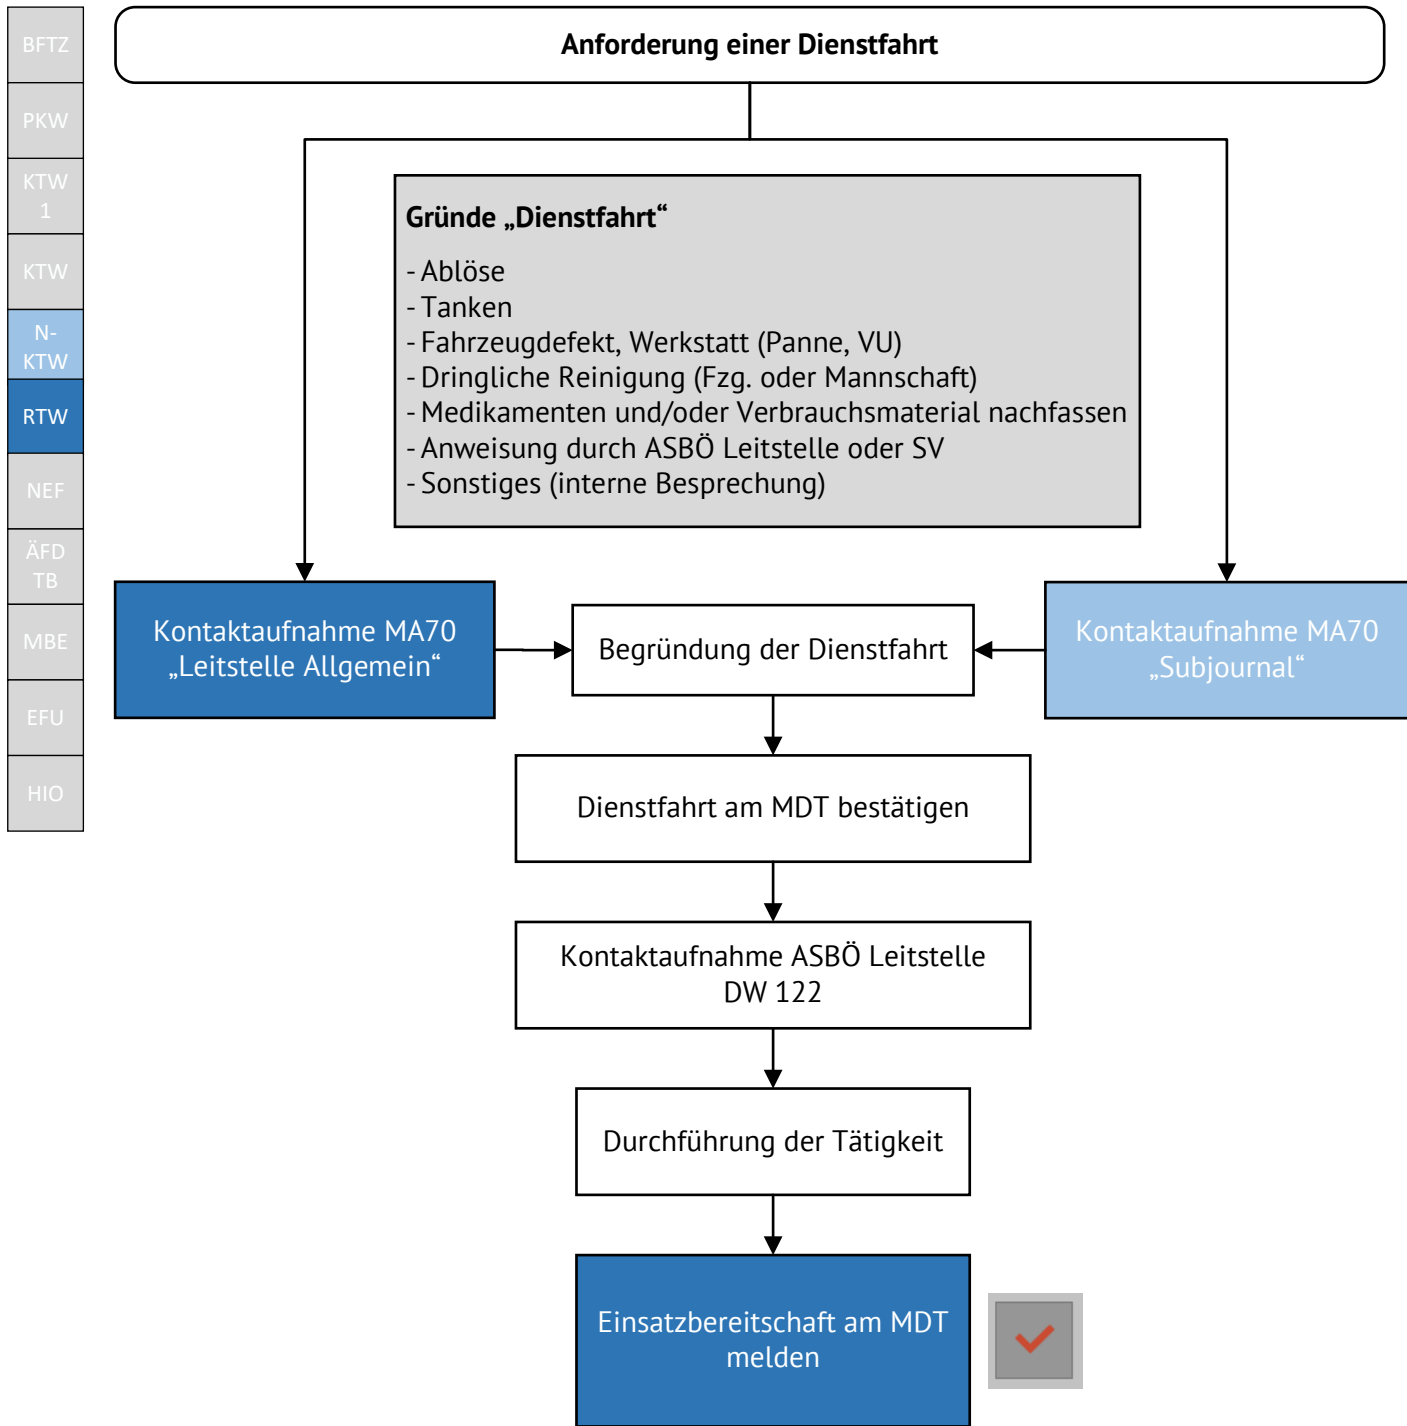 BFTZ
PKW
KTW
1
KTW
N-
KTW
RTW
NEF
ÄFD
TB
MBE
EFU
HIO
Anforderung einer Dienstfahrt
Gründe „Dienstfahrt“
- Ablöse
- Tanken
- Fahrzeugdefekt, Werkstatt (Panne, VU)
- Dringliche Reinigung (Fzg. oder Mannschaft)
- Medikamenten und/oder Verbrauchsmaterial nachfassen
- Anweisung durch ASBÖ Leitstelle oder SV
- Sonstiges (interne Besprechung)
Kontaktaufnahme MA70
„Leitstelle Allgemein“
Begründung der Dienstfahrt
Kontaktaufnahme MA70
„Subjournal“
Dienstfahrt am MDT bestätigen
Kontaktaufnahme ASBÖ Leitstelle
DW 122
Durchführung der Tätigkeit
Einsatzbereitschaft am MDT
melden